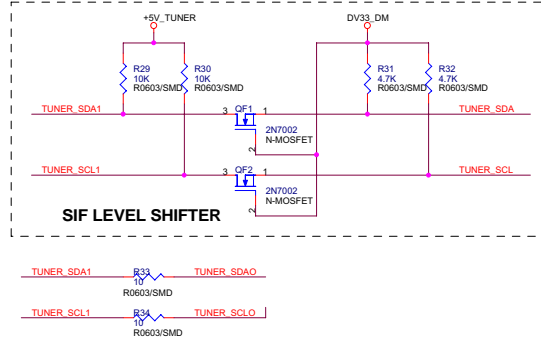 +5V_TUNER DV33_DM
R29 R30 R31 R32
10K 10K 4.7K 4.7K
R0603/SMD R0603/SMD R0603/SMD R0603/SMD
TUNER_SDA1 3 QF1 1 TUNER_SDA
2N7002
N-MOSFET
2
TUNER_SCL1 3 QF2 1 TUNER_SCL
2N7002
N-MOSFET
2
SIF LEVEL SHIFTER
TUNER_SDA1 R33 TUNER_SDAO
10
R0603/SMD
TUNER_SCL1 R34 TUNER_SCLO
10
R0603/SMD